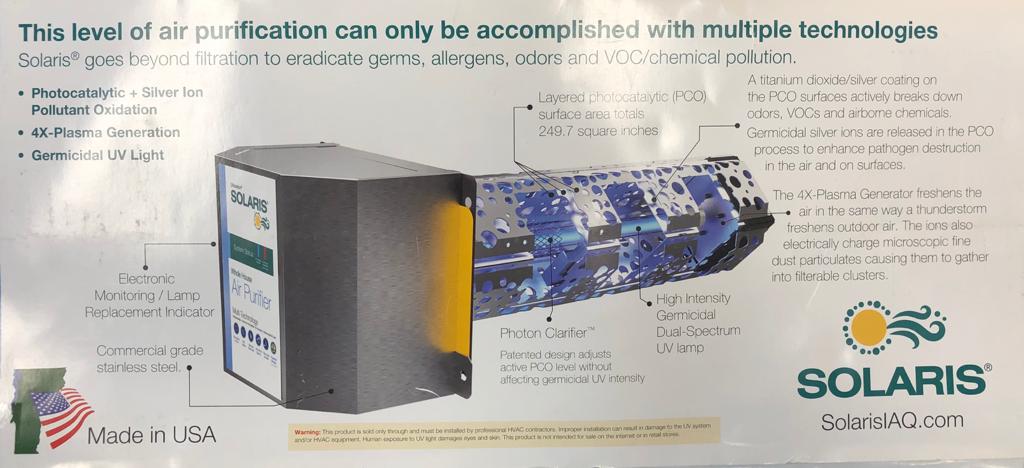 This level of air purification can only be accomplished with multiple technologies
Solaris® goes beyond filtration to eradicate germs, allergens, odors and VOC/chemical pollution.
• Photocatalytic + Silver Ion
Pollutant Oxidation
• 4X-Plasma Generation
• Germicidal UV Light
Layered photocatalytic (PCO)
surface area totals
249.7 square inches
A titanium dioxide/silver coating on
the PCO surfaces actively breaks down
odors, VOCs and airborne chemicals.
Germicidal silver ions are released in the PCO
process to enhance pathogen destruction
in the air and on surfaces.
The 4X-Plasma Generator freshens the
air in the same way a thunderstorm
freshens outdoor air. The ions also
electrically charge microscopic fine
dust particulates causing them to gather
into filterable clusters.
SOLARIS
System Status
Whole House
Air Purifier
Multi Technology
Electronic
Monitoring / Lamp
Replacement Indicator
Commercial grade
stainless steel.
Photon Clarifier™
Patented design adjusts
active PCO level without
affecting germicidal UV intensity
High Intensity
Germicidal
Dual-Spectrum
UV lamp
SOLARIS®
SolarisIAQ.com
Made in USA
Warning: This product is sold only through and must be installed by professional HVAC contractors. Improper installation can result in damage to the UV system
and/or HVAC equipment. Human exposure to UV light damages eyes and skin. This product is not intended for sale on the internet or in retail stores.